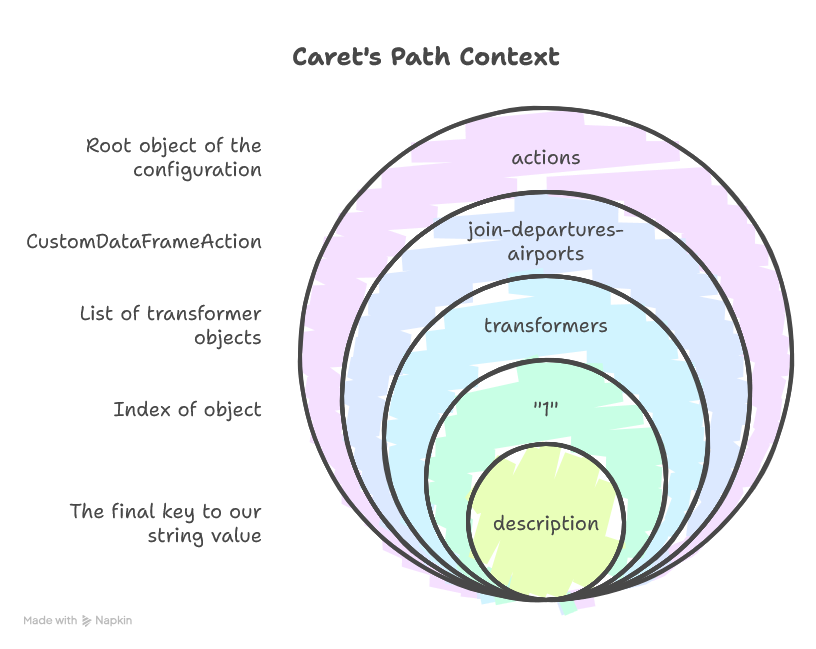 Caret's Path Context
Root object of the
configuration
actions
CustomDataFrameAction
join-departures-
airports
List of transformer
objects
transformers
Index of object
"1"
The final key to our
string value
description
Made with Napkin